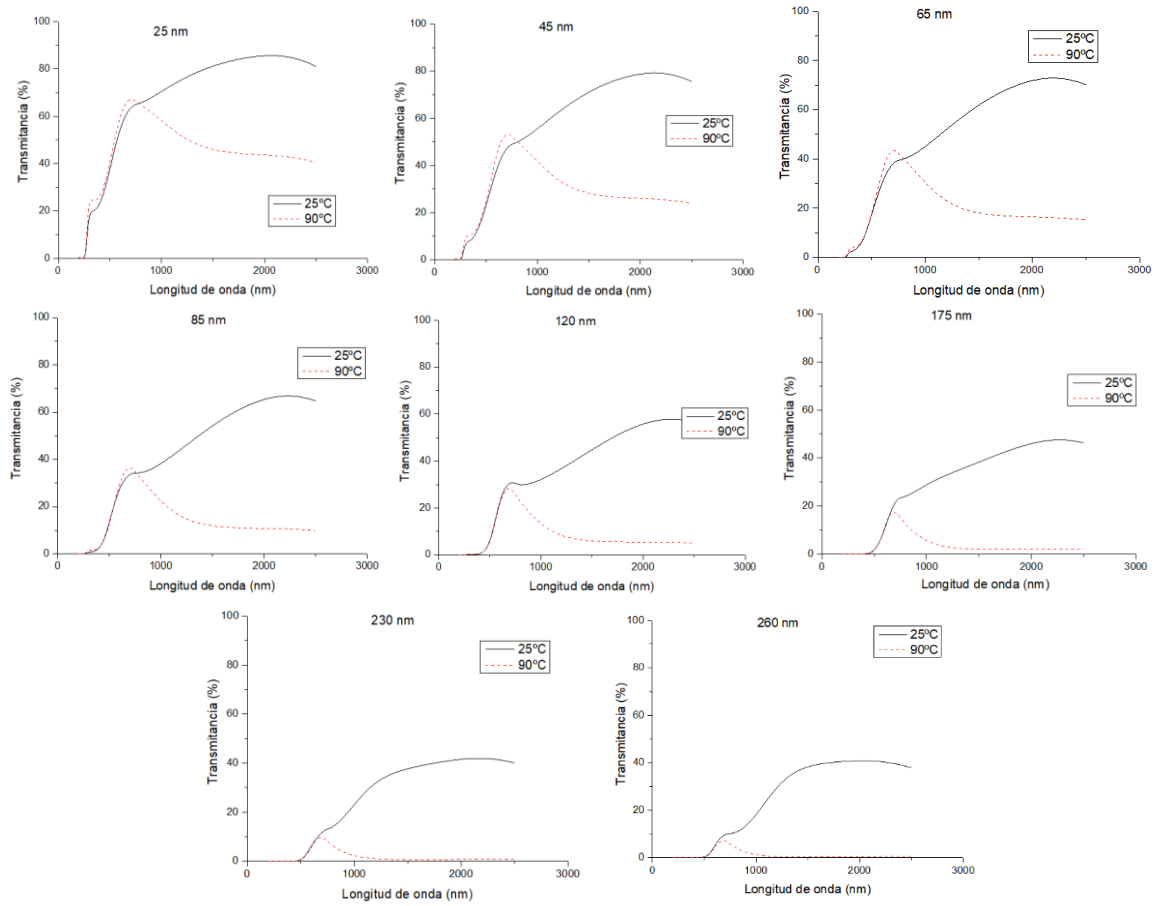 25 nm
100
80
60
40
20
0
Transmitancia (%)
25ºC
90ºC
0 1000 2000 3000
Longitud de onda (nm)
45 nm
100
80
60
40
20
0
Transmitancia (%)
25ºC
90ºC
0 1000 2000 3000
Longitud de onda (nm)
65 nm
100
80
60
40
20
0
Transmitancia (%)
25ºC
90ºC
0 1000 2000 3000
Longitud de onda (nm)
85 nm
100
80
60
40
20
0
Transmitancia (%)
25ºC
90ºC
0 1000 2000 3000
Longitud de onda (nm)
120 nm
100
80
60
40
20
0
Transmitancia (%)
25ºC
90ºC
0 1000 2000 3000
Longitud de onda (nm)
175 nm
100
80
60
40
20
0
Transmitancia (%)
25ºC
90ºC
0 1000 2000 3000
Longitud de onda (nm)
230 nm
100
80
60
40
20
0
Transmitancia (%)
25ºC
90ºC
0 1000 2000 3000
Longitud de onda (nm)
260 nm
100
80
60
40
20
0
Transmitancia (%)
25ºC
90ºC
0 1000 2000 3000
Longitud de onda (nm)